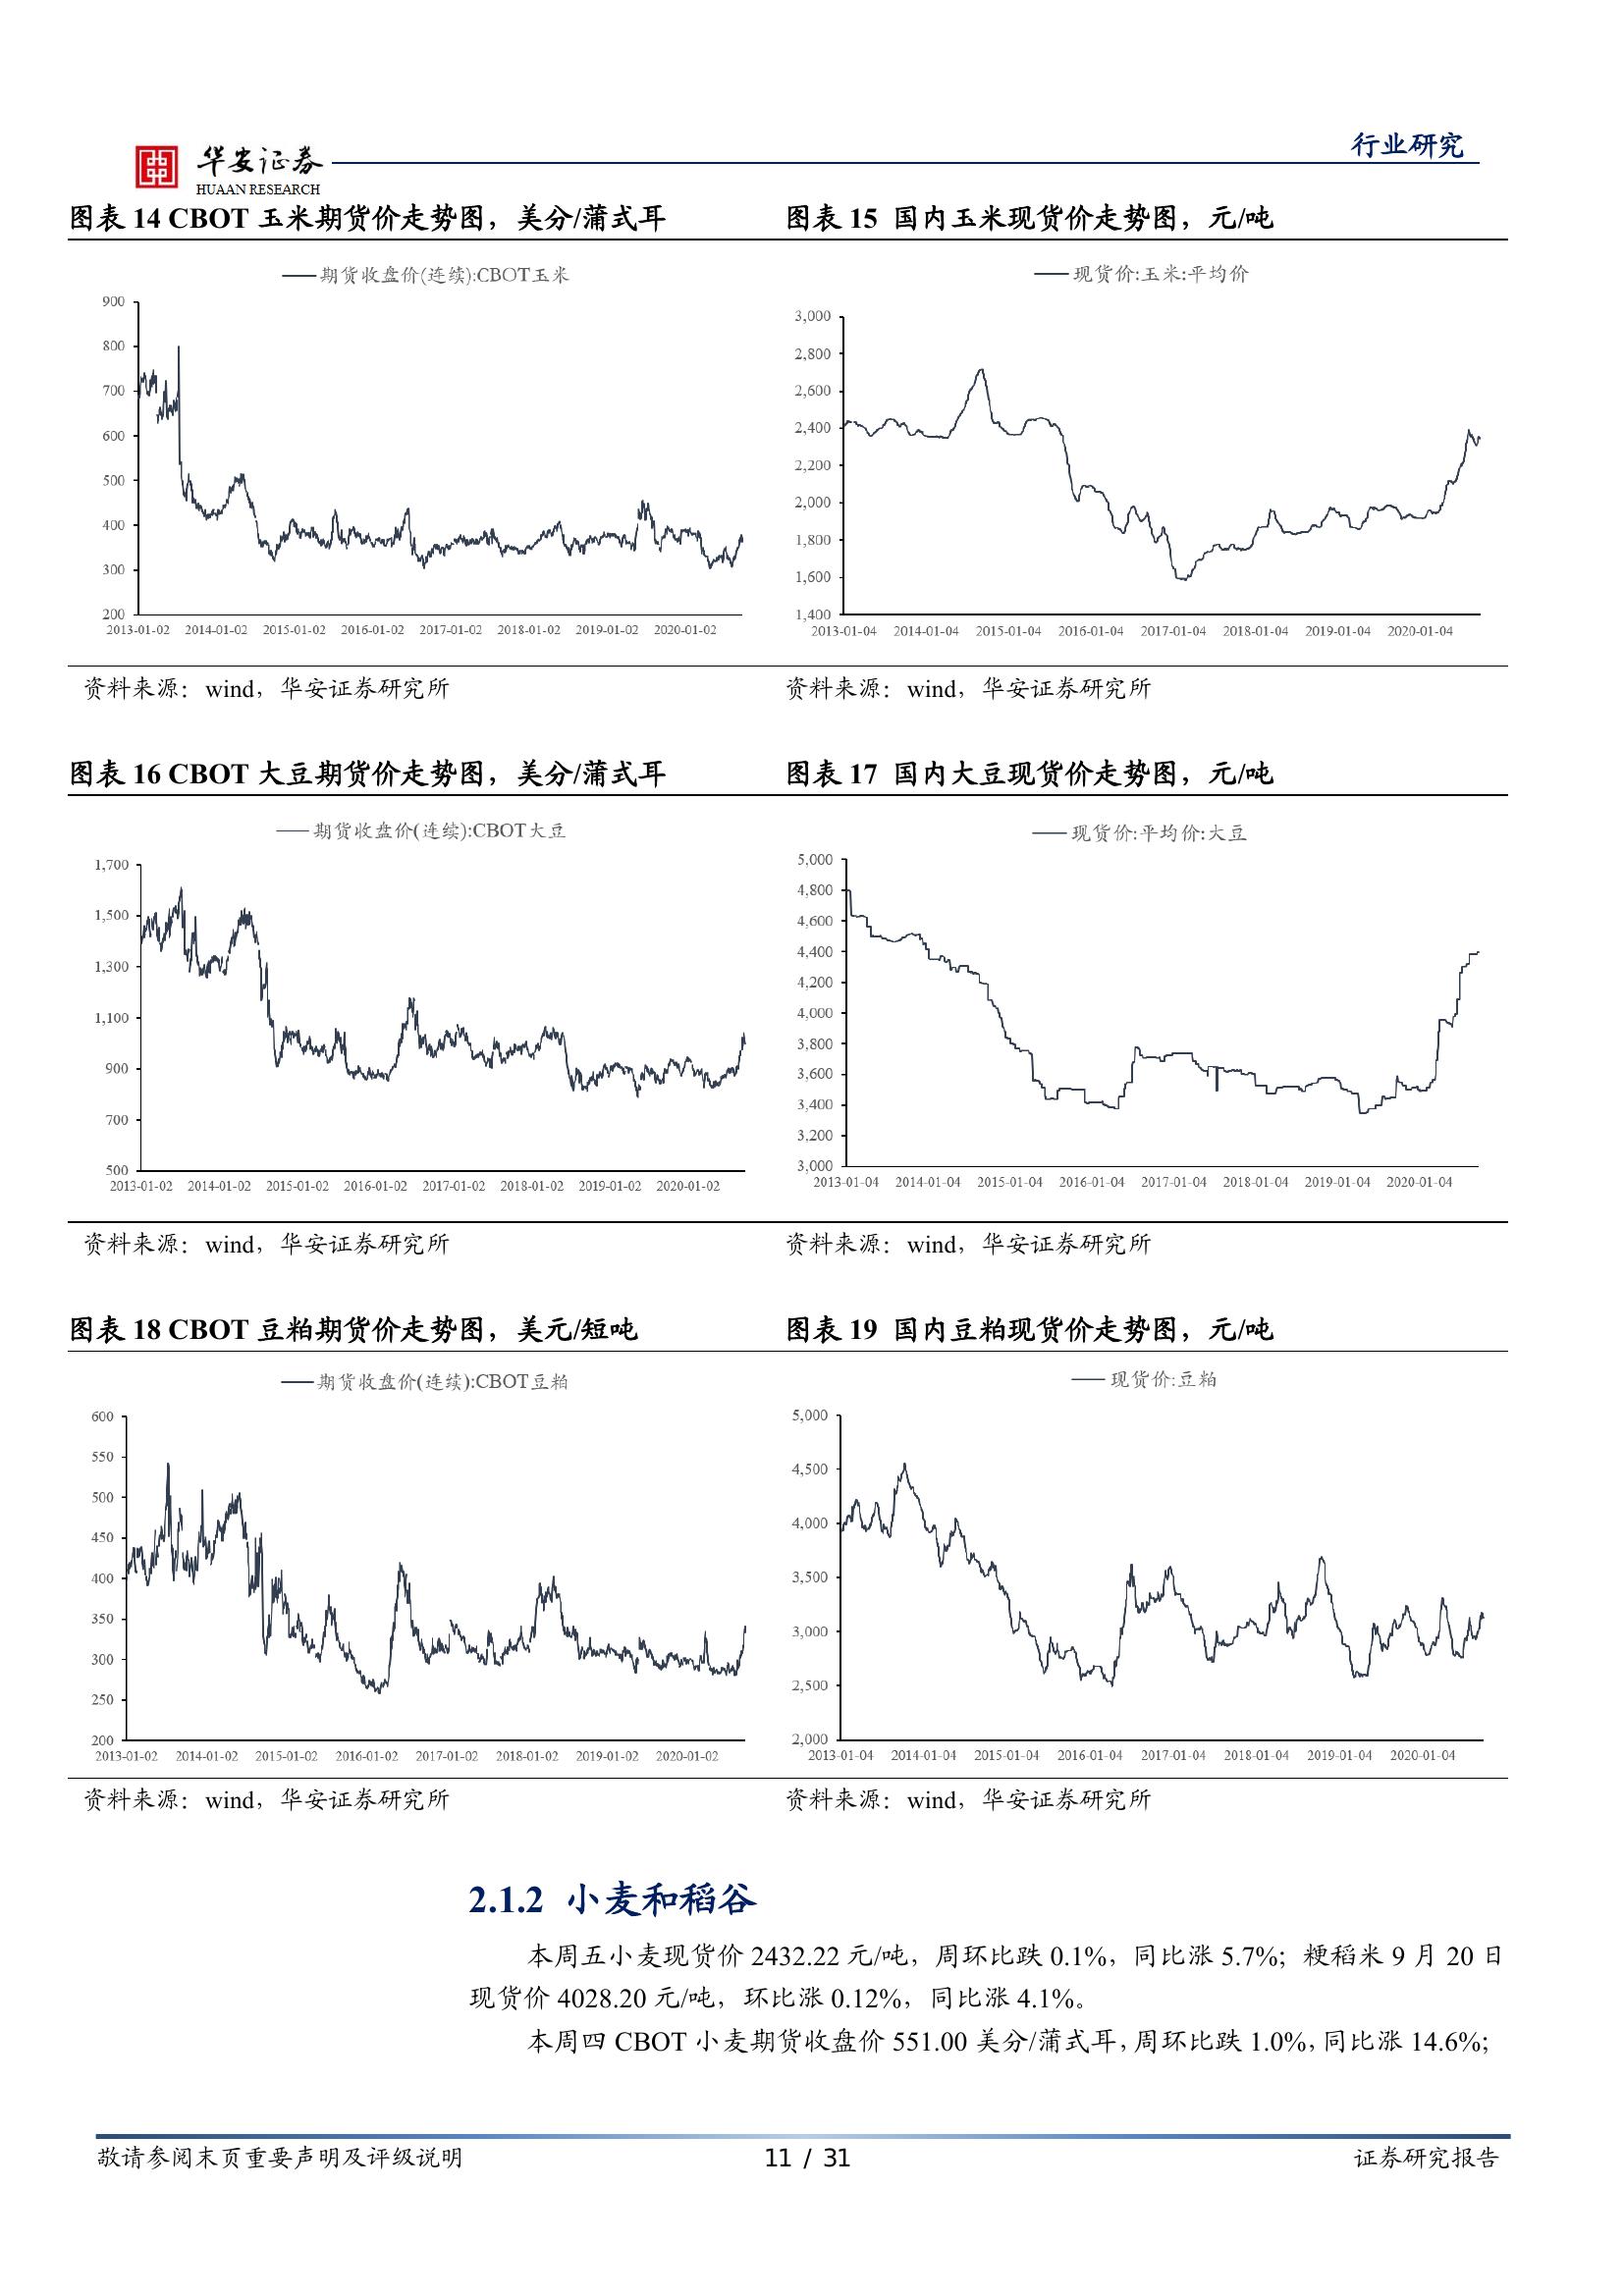 行业研究
华安证券
HUAAN RESEARCH
图表 14 CBOT 玉米期货价走势图，美分/蒲式耳
图表 15 国内玉米现货价走势图，元/吨
期货收盘价(连续):CBOT玉米
900
800
700
600
500
400
300
200
2013-01-02 2014-01-02 2015-01-02 2016-01-02 2017-01-02 2018-01-02 2019-01-02 2020-01-02
现货价:玉米:平均价
3,000
2,800
2,600
2,400
2,200
2,000
1,800
1,600
1,400
2013-01-04 2014-01-04 2015-01-04 2016-01-04 2017-01-04 2018-01-04 2019-01-04 2020-01-04
资料来源：wind，华安证券研究所
资料来源：wind，华安证券研究所
图表 16 CBOT 大豆期货价走势图，美分/蒲式耳
图表 17 国内大豆现货价走势图，元/吨
期货收盘价(连续):CBOT大豆
1,700
1,500
1,300
1,100
900
700
500
2013-01-02 2014-01-02 2015-01-02 2016-01-02 2017-01-02 2018-01-02 2019-01-02 2020-01-02
现货价:平均价:大豆
5,000
4,800
4,600
4,400
4,200
4,000
3,800
3,600
3,400
3,200
3,000
2013-01-04 2014-01-04 2015-01-04 2016-01-04 2017-01-04 2018-01-04 2019-01-04 2020-01-04
资料来源：wind，华安证券研究所
资料来源：wind，华安证券研究所
图表 18 CBOT 豆粕期货价走势图，美元/短吨
图表 19 国内豆粕现货价走势图，元/吨
期货收盘价(连续):CBOT豆粕
600
550
500
450
400
350
300
250
200
2013-01-02 2014-01-02 2015-01-02 2016-01-02 2017-01-02 2018-01-02 2019-01-02 2020-01-02
现货价:豆粕
5,000
4,500
4,000
3,500
3,000
2,500
2,000
2013-01-04 2014-01-04 2015-01-04 2016-01-04 2017-01-04 2018-01-04 2019-01-04 2020-01-04
资料来源：wind，华安证券研究所
资料来源：wind，华安证券研究所
2.1.2 小麦和稻谷
本周五小麦现货价 2432.22 元/吨，周环比跌 0.1%，同比涨 5.7%；粳稻米 9 月 20 日
现货价 4028.20 元/吨，环比涨 0.12%，同比涨 4.1%。
本周四 CBOT 小麦期货收盘价 551.00 美分/蒲式耳，周环比跌 1.0%，同比涨 14.6%；
敬请参阅末页重要声明及评级说明
11 / 31
证券研究报告